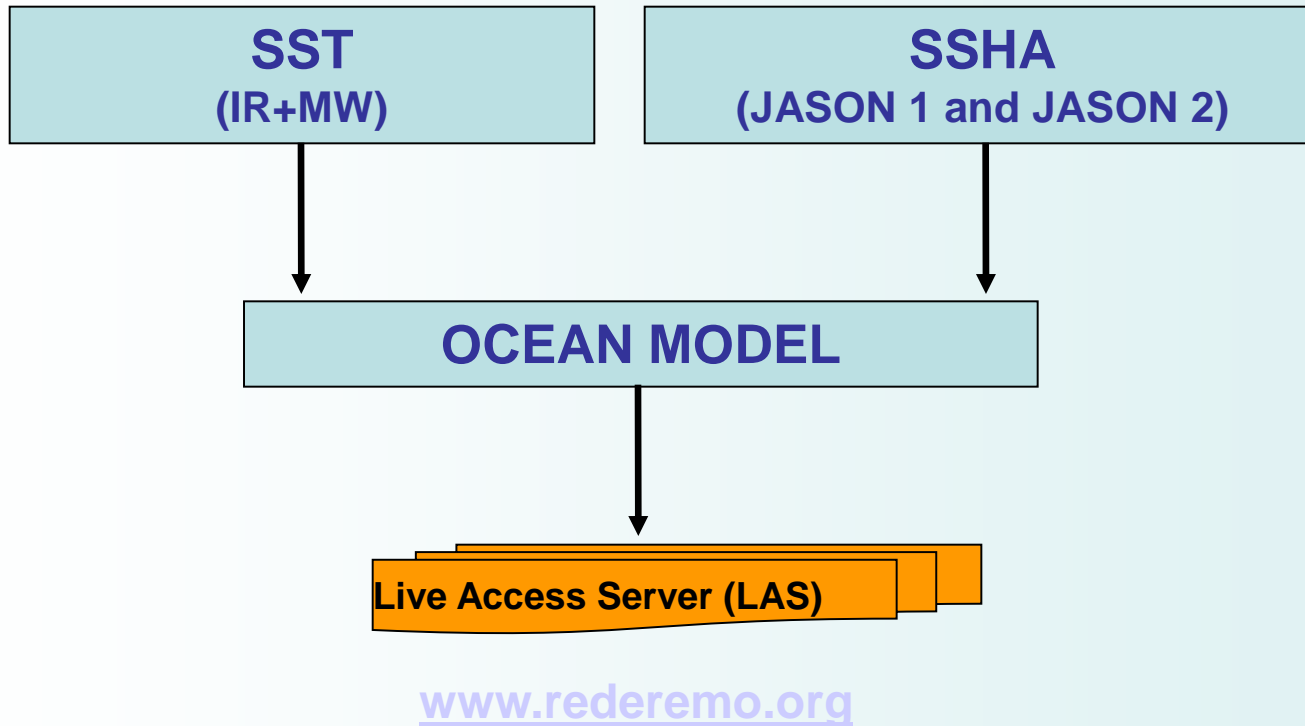 SST
(IR+MW)
SSHA
(JASON 1 and JASON 2)
OCEAN MODEL
Live Access Server (LAS)
www.rederemo.org